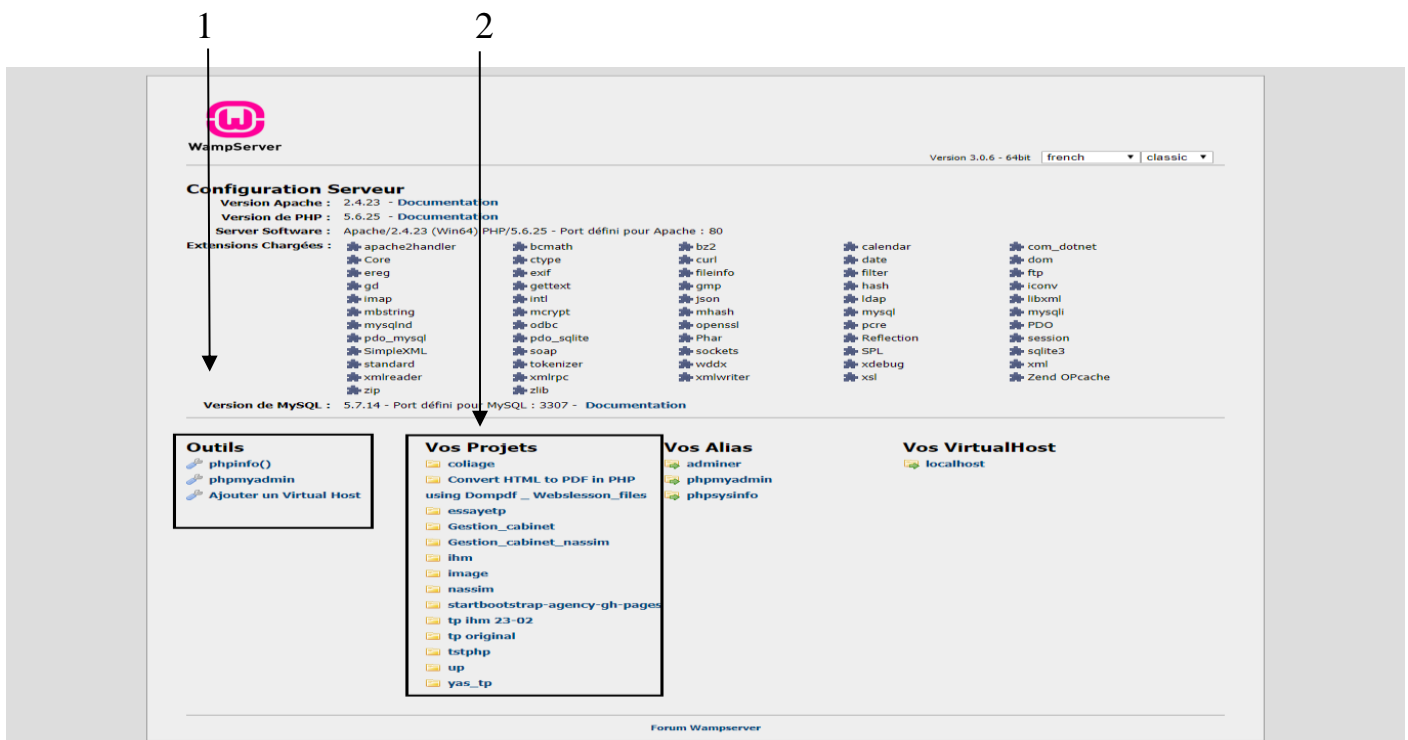 1 2
WampServer
Version 3.0.6 - 64bit french classic
Configuration Serveur
Version Apache : 2.4.23 - Documentation
Version de PHP : 5.6.25 - Documentation
Server Software : Apache/2.4.23 (Win64) PHP/5.6.25 - Port défini pour Apache : 80
Extensions Chargées : apache2handler bcmath bz2 calendar com_dotnet
Core ctype curl date dom
ereg exif fileinfo filter ftp
gd gettext gmp hash iconv
imap intl json ldap libxml
mbstring mcrypt mhash mysql mysqli
mysqlnd odbc openssl pcre PDO
pdo_mysql pdo_sqlite Phar Reflection session
SimpleXML soap sockets SPL sqlite3
standard tokenizer wddx xdebug xml
xmlreader xmlrpc xmlwriter xsl Zend OPcache
zip zlib
Version de MySQL : 5.7.14 - Port défini pour MySQL : 3307 - Documentation
Outils
phpinfo()
phpmyadmin
Ajouter un Virtual Host
Vos Projets
coliage
Convert HTML to PDF in PHP
using Dompdf _ Webslesson_files
essayetp
Gestion_cabinet
Gestion_cabinet_nassim
ihm
image
nassim
startbootstrap-agency-gh-pages
tp ihm 23-02
tp original
tstphp
up
yas_tp
Vos Alias
adminer
phpmyadmin
phpsysinfo
Vos VirtualHost
localhost
Forum Wampserver